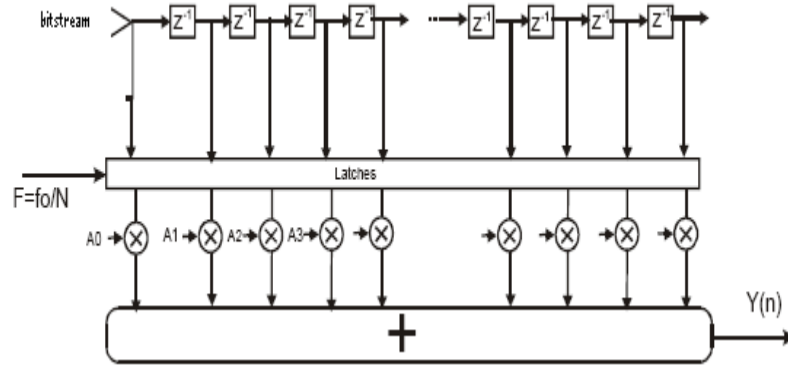 bitstream
Z⁻¹ Z⁻¹ Z⁻¹ Z⁻¹ Z⁻¹ Z⁻¹ Z⁻¹ Z⁻¹
Latches
F=fo/N
A0 A1 A2 A3
Y(n)
+